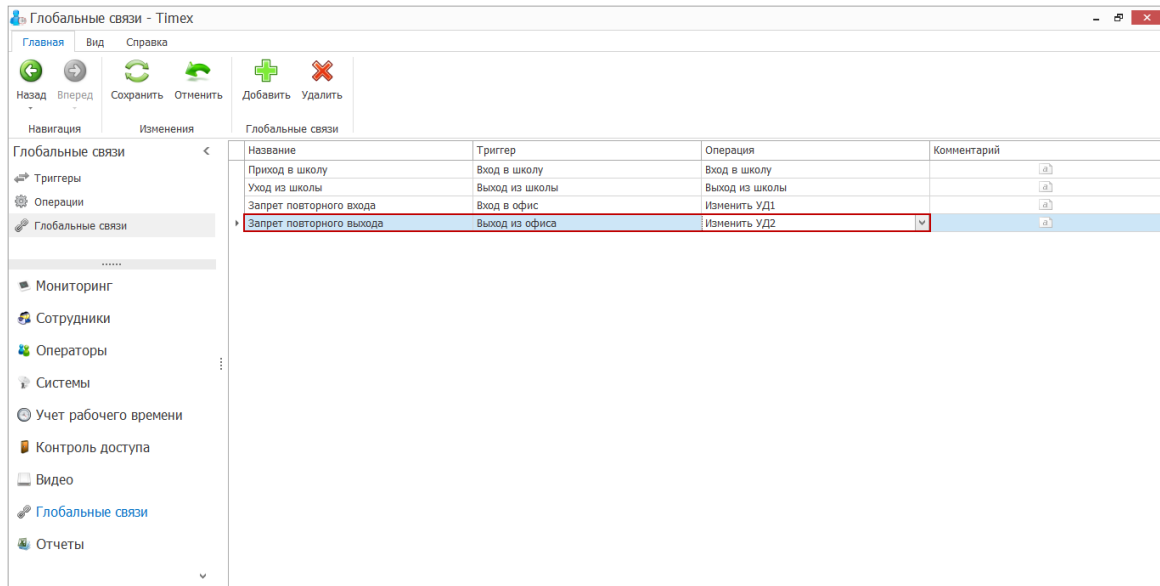 Глобальные связи - Timex
Главная Вид Справка
Назад Вперед Сохранить Отменить Добавить Удалить
Навигация Изменения Глобальные связи
Глобальные связи
Триггеры
Операции
Глобальные связи
Мониторинг
Сотрудники
Операторы
Системы
Учет рабочего времени
Контроль доступа
Видео
Глобальные связи
Отчеты
Название Триггер Операция Комментарий
Приход в школу Вход в школу Вход в школу a
Уход из школы Выход из школы Выход из школы a
Запрет повторного входа Вход в офис Изменить УД1 a
Запрет повторного выхода Выход из офиса Изменить УД2 a